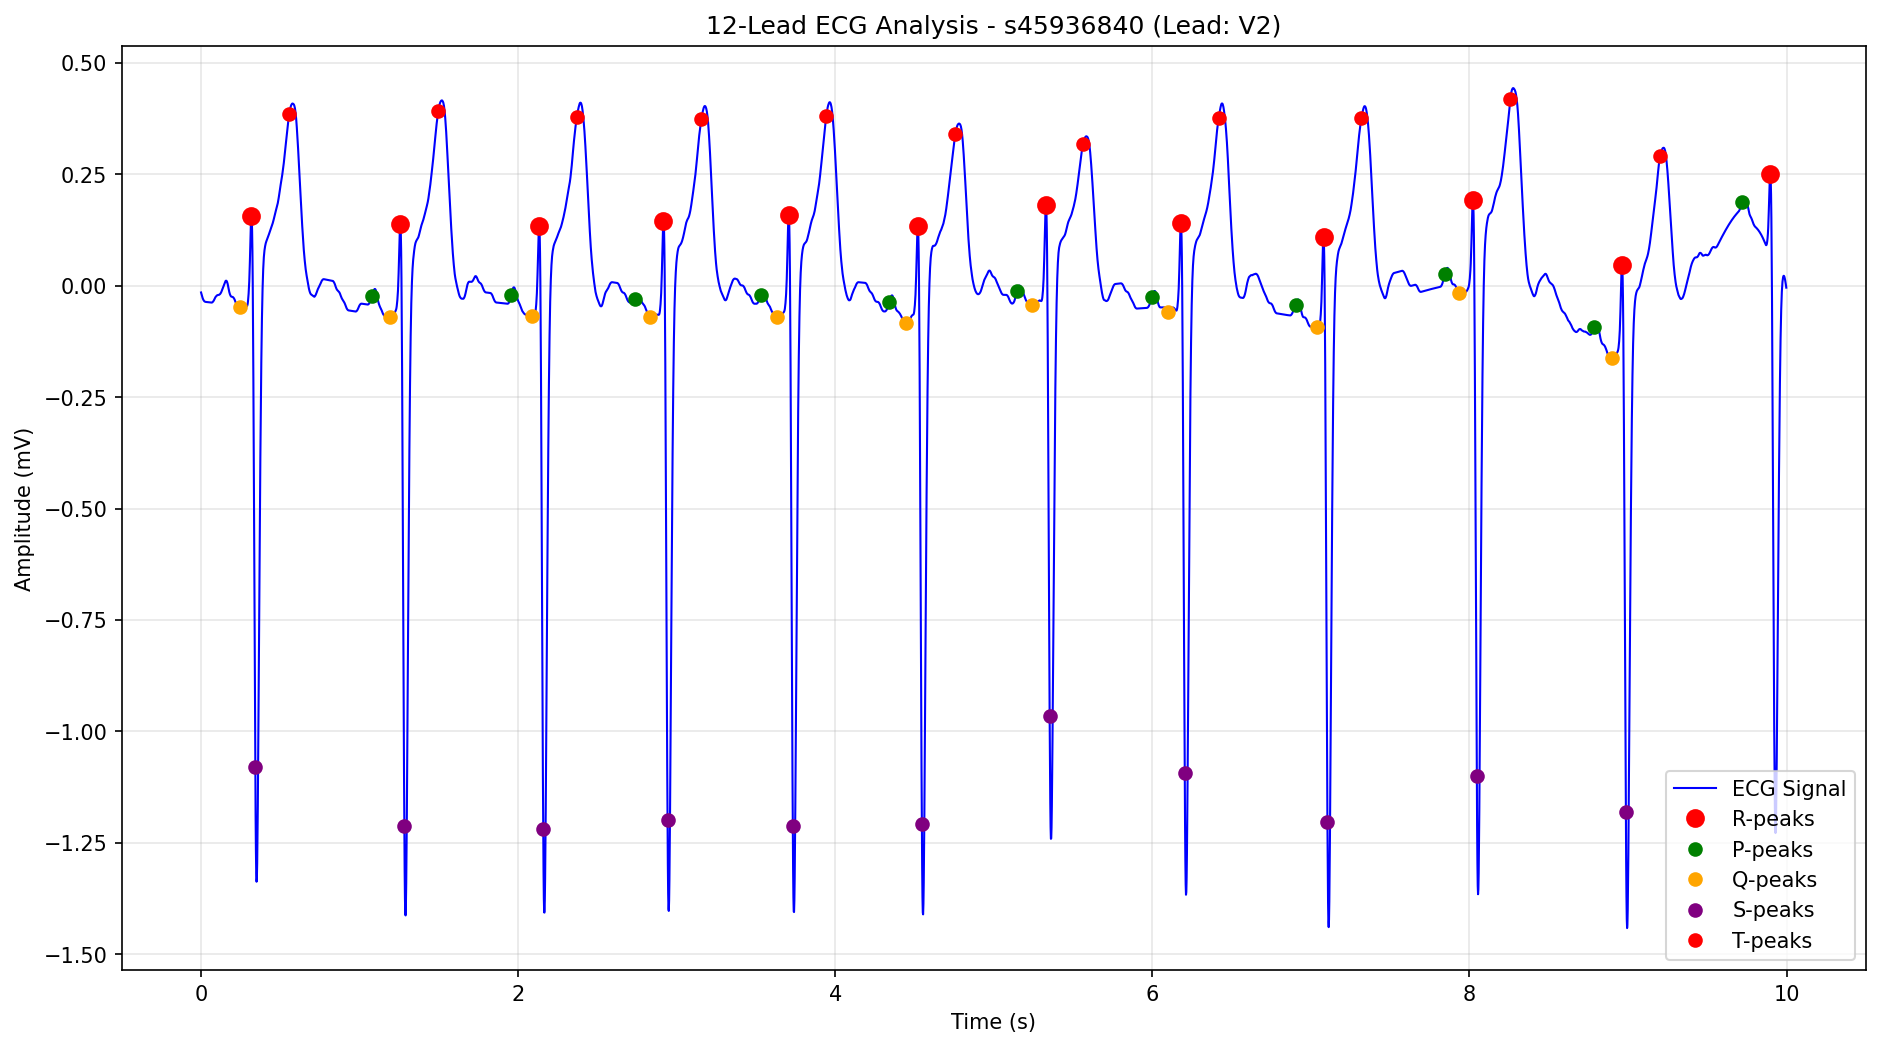 12-Lead ECG Analysis - s45936840 (Lead: V2)
0.50
0.25
0.00
−0.25
−0.50
−0.75
−1.00
−1.25
−1.50
Amplitude (mV)
ECG Signal
R-peaks
P-peaks
Q-peaks
S-peaks
T-peaks
0 2 4 6 8 10
Time (s)